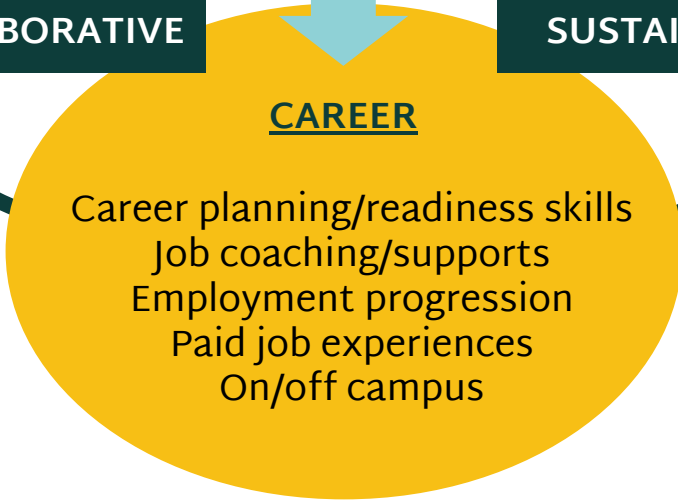 BORATIVE
SUSTAI
CAREER
Career planning/readiness skills
Job coaching/supports
Employment progression
Paid job experiences
On/off campus